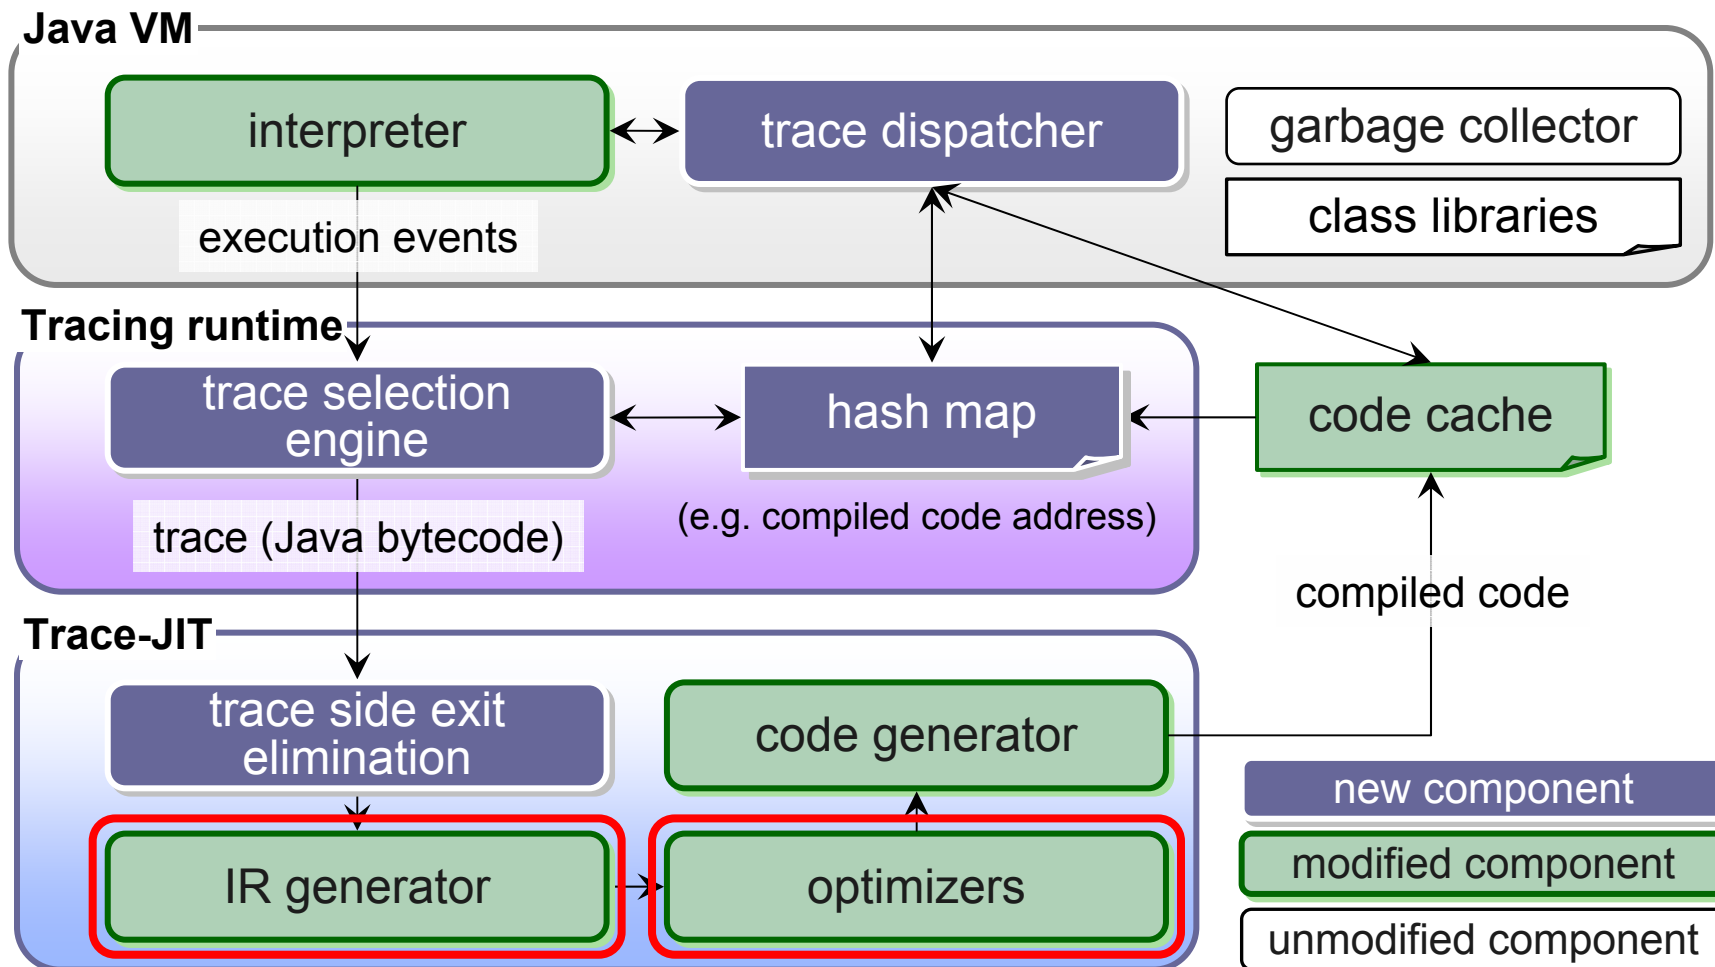 Java VM
interpreter
trace dispatcher
garbage collector
class libraries
execution events
Tracing runtime
trace selection
engine
hash map
code cache
(e.g. compiled code address)
trace (Java bytecode)
compiled code
Trace-JIT
trace side exit
elimination
code generator
IR generator
optimizers
new component
modified component
unmodified component